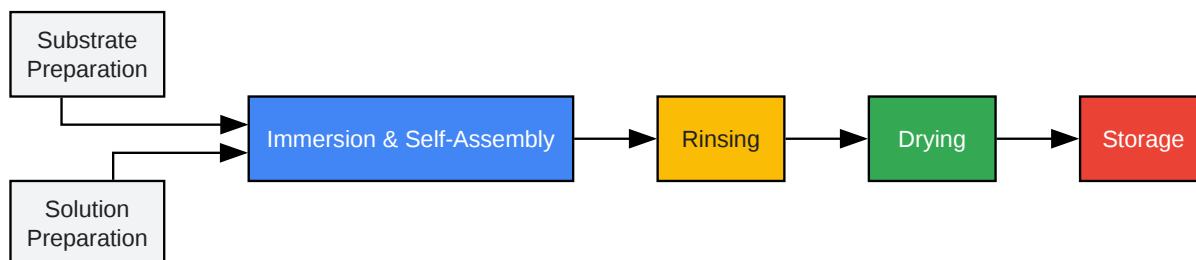 Substrate
Preparation
Immersion & Self-Assembly
Rinsing
Drying
Storage
Solution
Preparation